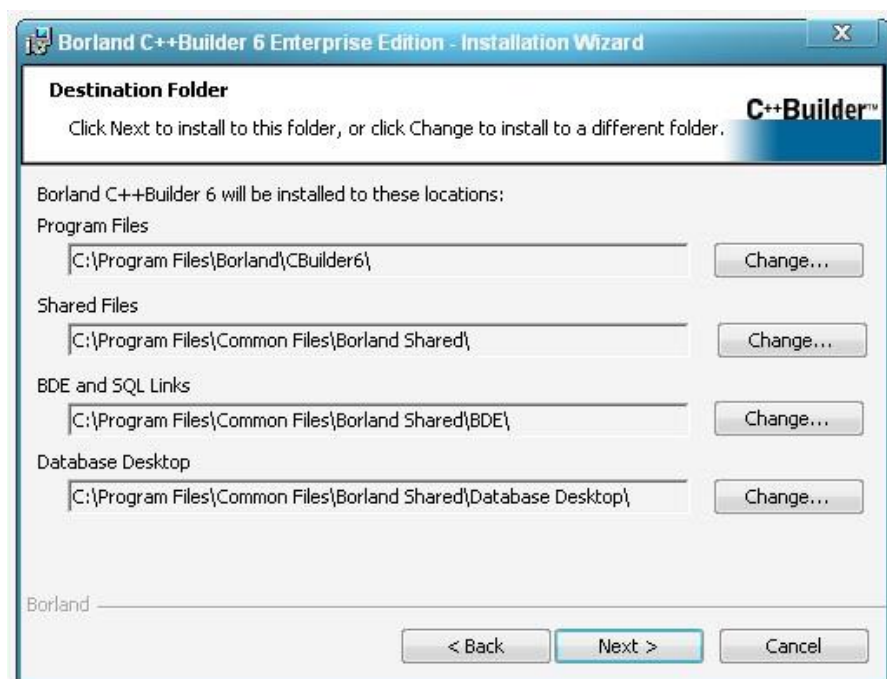 Borland C++Builder 6 Enterprise Edition - Installation Wizard
X
Destination Folder
Click Next to install to this folder, or click Change to install to a different folder.
C++Builder™
Borland C++Builder 6 will be installed to these locations:
Program Files
C:\Program Files\Borland\CBuilder6\ Change...
Shared Files
C:\Program Files\Common Files\Borland Shared\ Change...
BDE and SQL Links
C:\Program Files\Common Files\Borland Shared\BDE\ Change...
Database Desktop
C:\Program Files\Common Files\Borland Shared\Database Desktop\ Change...
Borland
< Back Next > Cancel